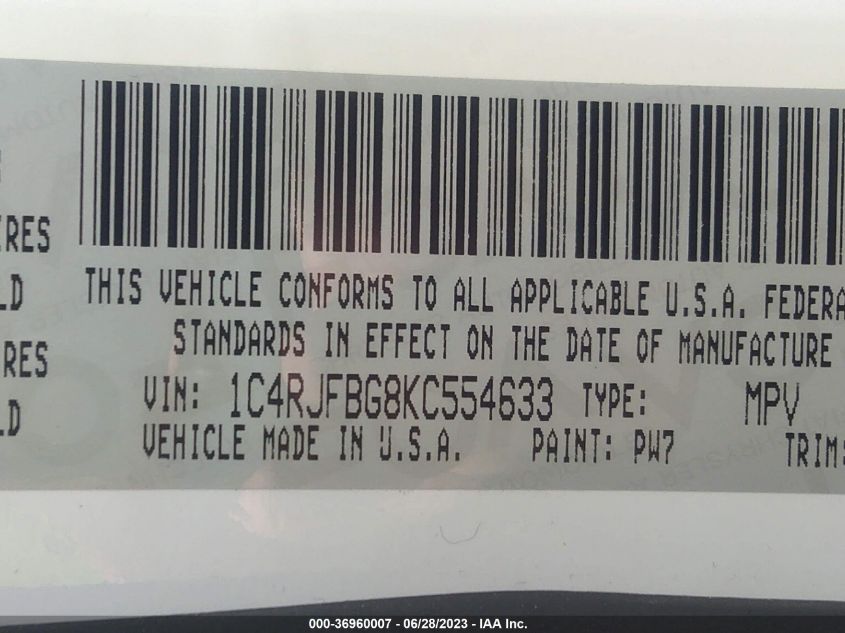 RES
LD
RES
LD
THIS VEHICLE CONFORMS TO ALL APPLICABLE U.S.A. FEDERA
STANDARDS IN EFFECT ON THE DATE OF MANUFACTURE
VIN: 1C4RJFBG8KC554633 TYPE: MPV
VEHICLE MADE IN U.S.A. PAINT: PW7 TRIM:
000-36960007 - 06/28/2023 - IAA Inc.